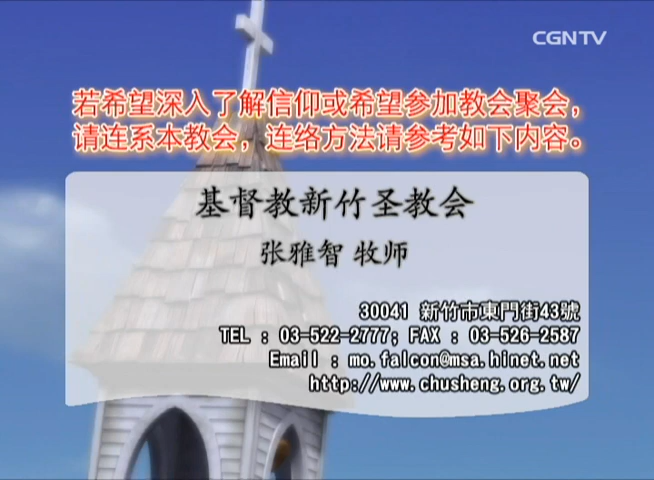 CGNTV
若希望深入了解信仰或希望参加教会聚会，
请连系本教会，连络方法请参考如下内容。
基督教新竹圣教会
张雅智 牧师
30041 新竹市東門街43號
TEL : 03-522-2777; FAX : 03-526-2587
Email : mo.falcon@msa.hinet.net
http://www.chusheng.org.tw/